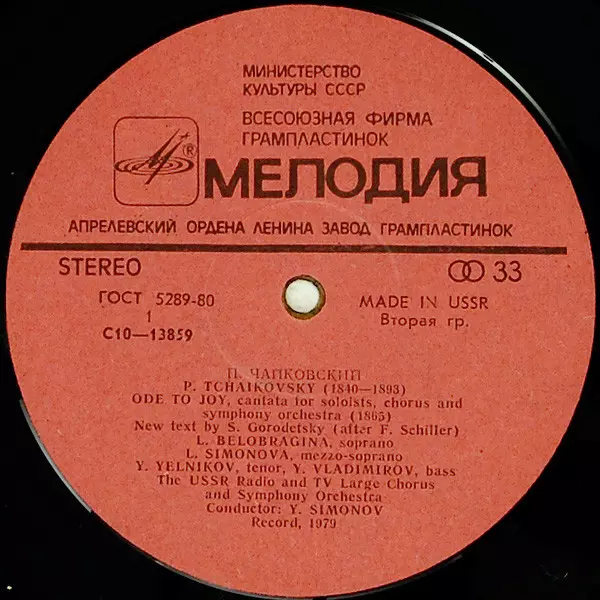 МИНИСТЕРСТВО
КУЛЬТУРЫ СССР
ВСЕСОЮЗНАЯ ФИРМА
ГРАМПЛАСТИНОК
®
МЕЛОДИЯ
АПРЕЛЕВСКИЙ ОРДЕНА ЛЕНИНА ЗАВОД ГРАМПЛАСТИНОК
STEREO
33
ГОСТ 5289-80
MADE IN USSR
1
Вторая гр.
С10—13859
П. ЧАЙКОВСКИЙ
P. TCHAIKOVSKY (1840—1893)
ODE TO JOY, cantata for soloists, chorus and
symphony orchestra (1865)
New text by S. Gorodetsky (after F. Schiller)
L. BELOBRAGINA, soprano
L. SIMONOVA, mezzo-soprano
Y. YELNIKOV, tenor, Y. VLADIMIROV, bass
The USSR Radio and TV Large Chorus
and Symphony Orchestra
Conductor: Y. SIMONOV
Record, 1979